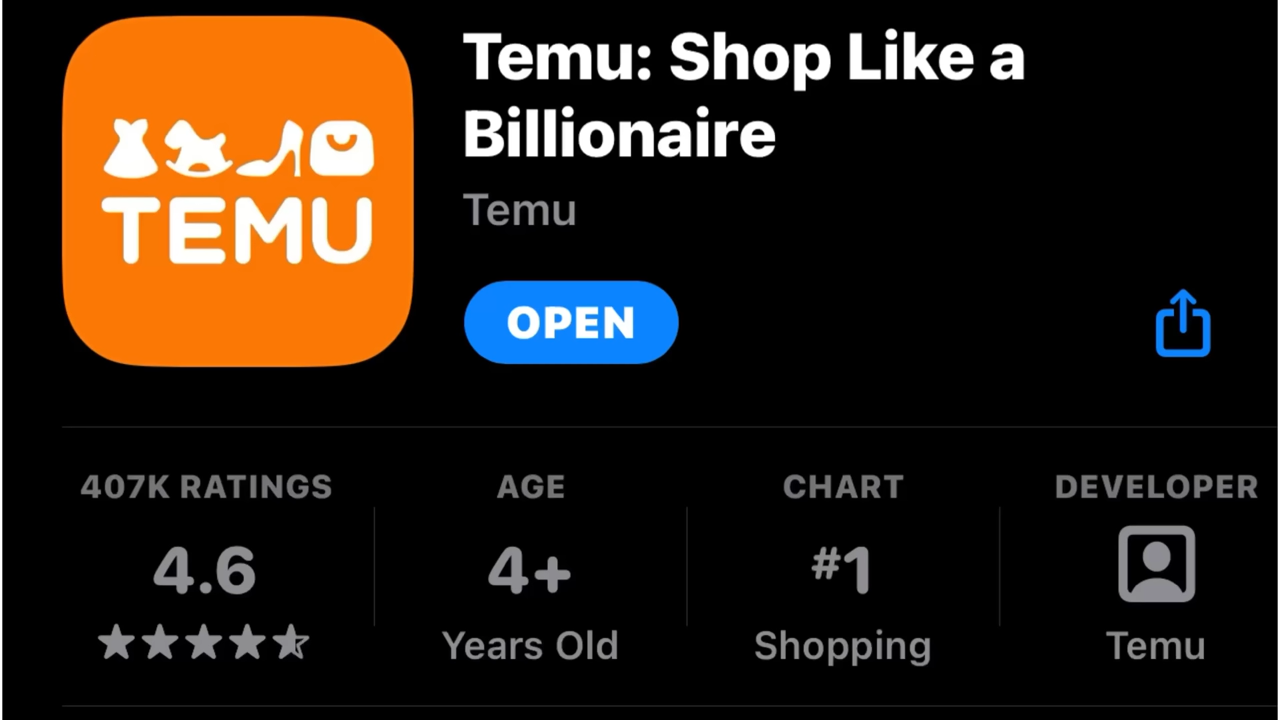 TEMU
Temu: Shop Like a
Billionaire
Temu
OPEN
407K RATINGS
4.6
AGE
4+
Years Old
CHART
#1
Shopping
DEVELOPER
Temu